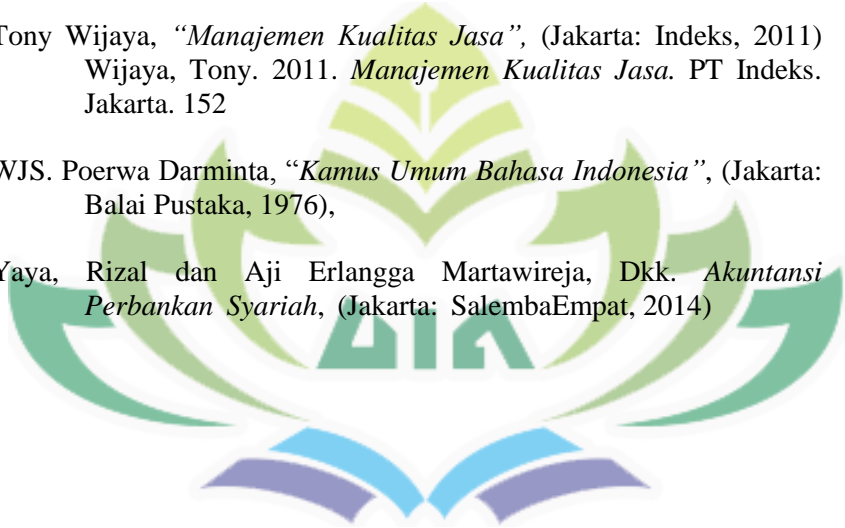 Tony Wijaya, “Manajemen Kualitas Jasa”, (Jakarta: Indeks, 2011)
Wijaya, Tony. 2011. Manajemen Kualitas Jasa. PT Indeks.
Jakarta. 152
WJS. Poerwa Darminta, “Kamus Umum Bahasa Indonesia”, (Jakarta:
Balai Pustaka, 1976),
Yaya, Rizal dan Aji Erlangga Martawireja, Dkk. Akuntansi
Perbankan Syariah, (Jakarta: SalembaEmpat, 2014)